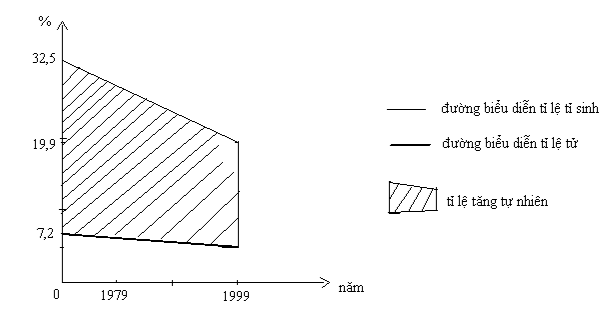 %
32,5
19,9
7,2
0
1979
1999
năm
đường biểu diễn tỉ lệ tỉ sinh
đường biểu diễn tỉ lệ tử
tỉ lệ tăng tự nhiên